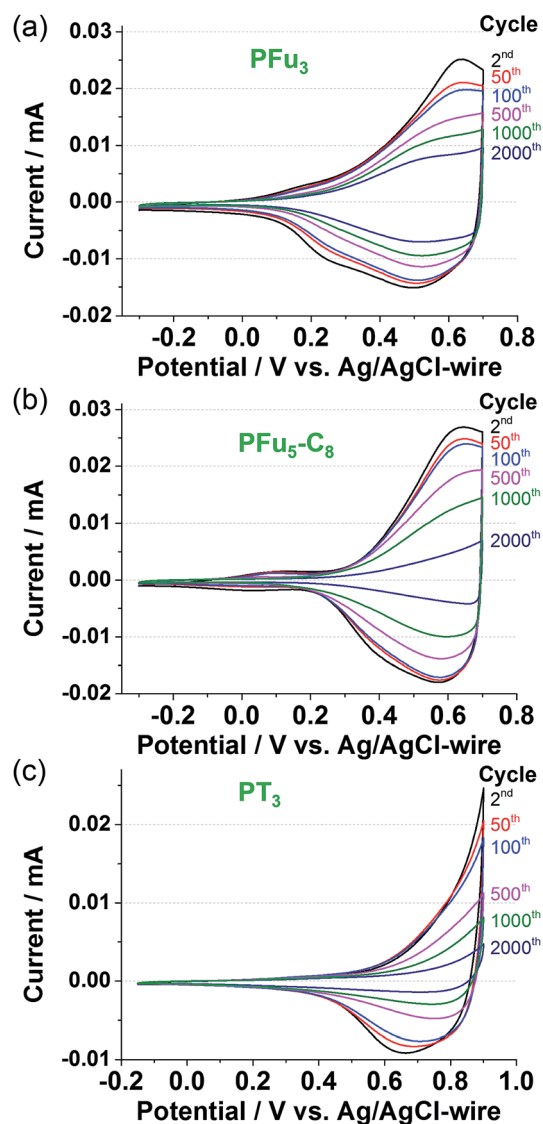 (a)
Cycle
PFu₃
2ⁿᵈ
50ᵗʰ
100ᵗʰ
500ᵗʰ
1000ᵗʰ
2000ᵗʰ
0.03
0.02
0.01
0.00
-0.01
-0.02
Current / mA
-0.2 0.0 0.2 0.4 0.6 0.8
Potential / V vs. Ag/AgCl-wire
(b)
Cycle
PFu₅-C₈
2ⁿᵈ
50ᵗʰ
100ᵗʰ
500ᵗʰ
1000ᵗʰ
2000ᵗʰ
0.03
0.02
0.01
0.00
-0.01
-0.02
Current / mA
-0.2 0.0 0.2 0.4 0.6 0.8
Potential / V vs. Ag/AgCl-wire
(c)
Cycle
PT₃
2ⁿᵈ
50ᵗʰ
100ᵗʰ
500ᵗʰ
1000ᵗʰ
2000ᵗʰ
0.02
0.01
0.00
-0.01
Current / mA
-0.2 0.0 0.2 0.4 0.6 0.8 1.0
Potential / V vs. Ag/AgCl-wire